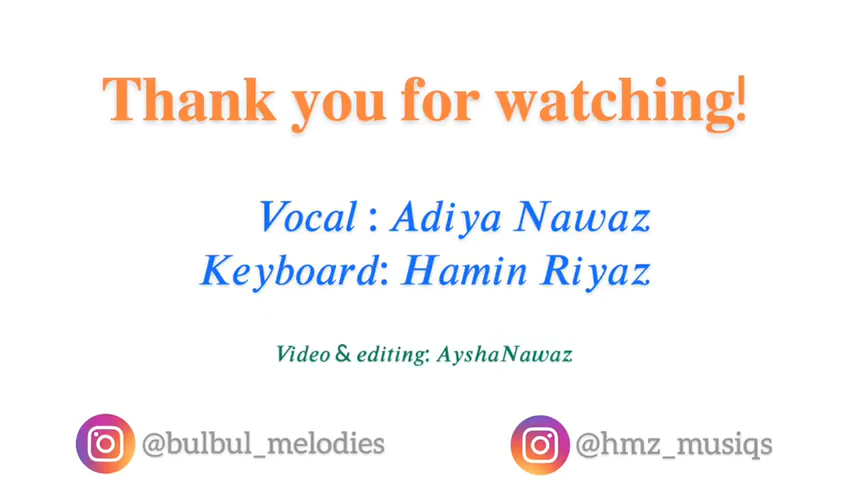 Thank you for watching!
Vocal : Adiya Nawaz
Keyboard: Hamin Riyaz
Video & editing: AyshaNawaz
@bulbul_melodies @hmz_musiqs